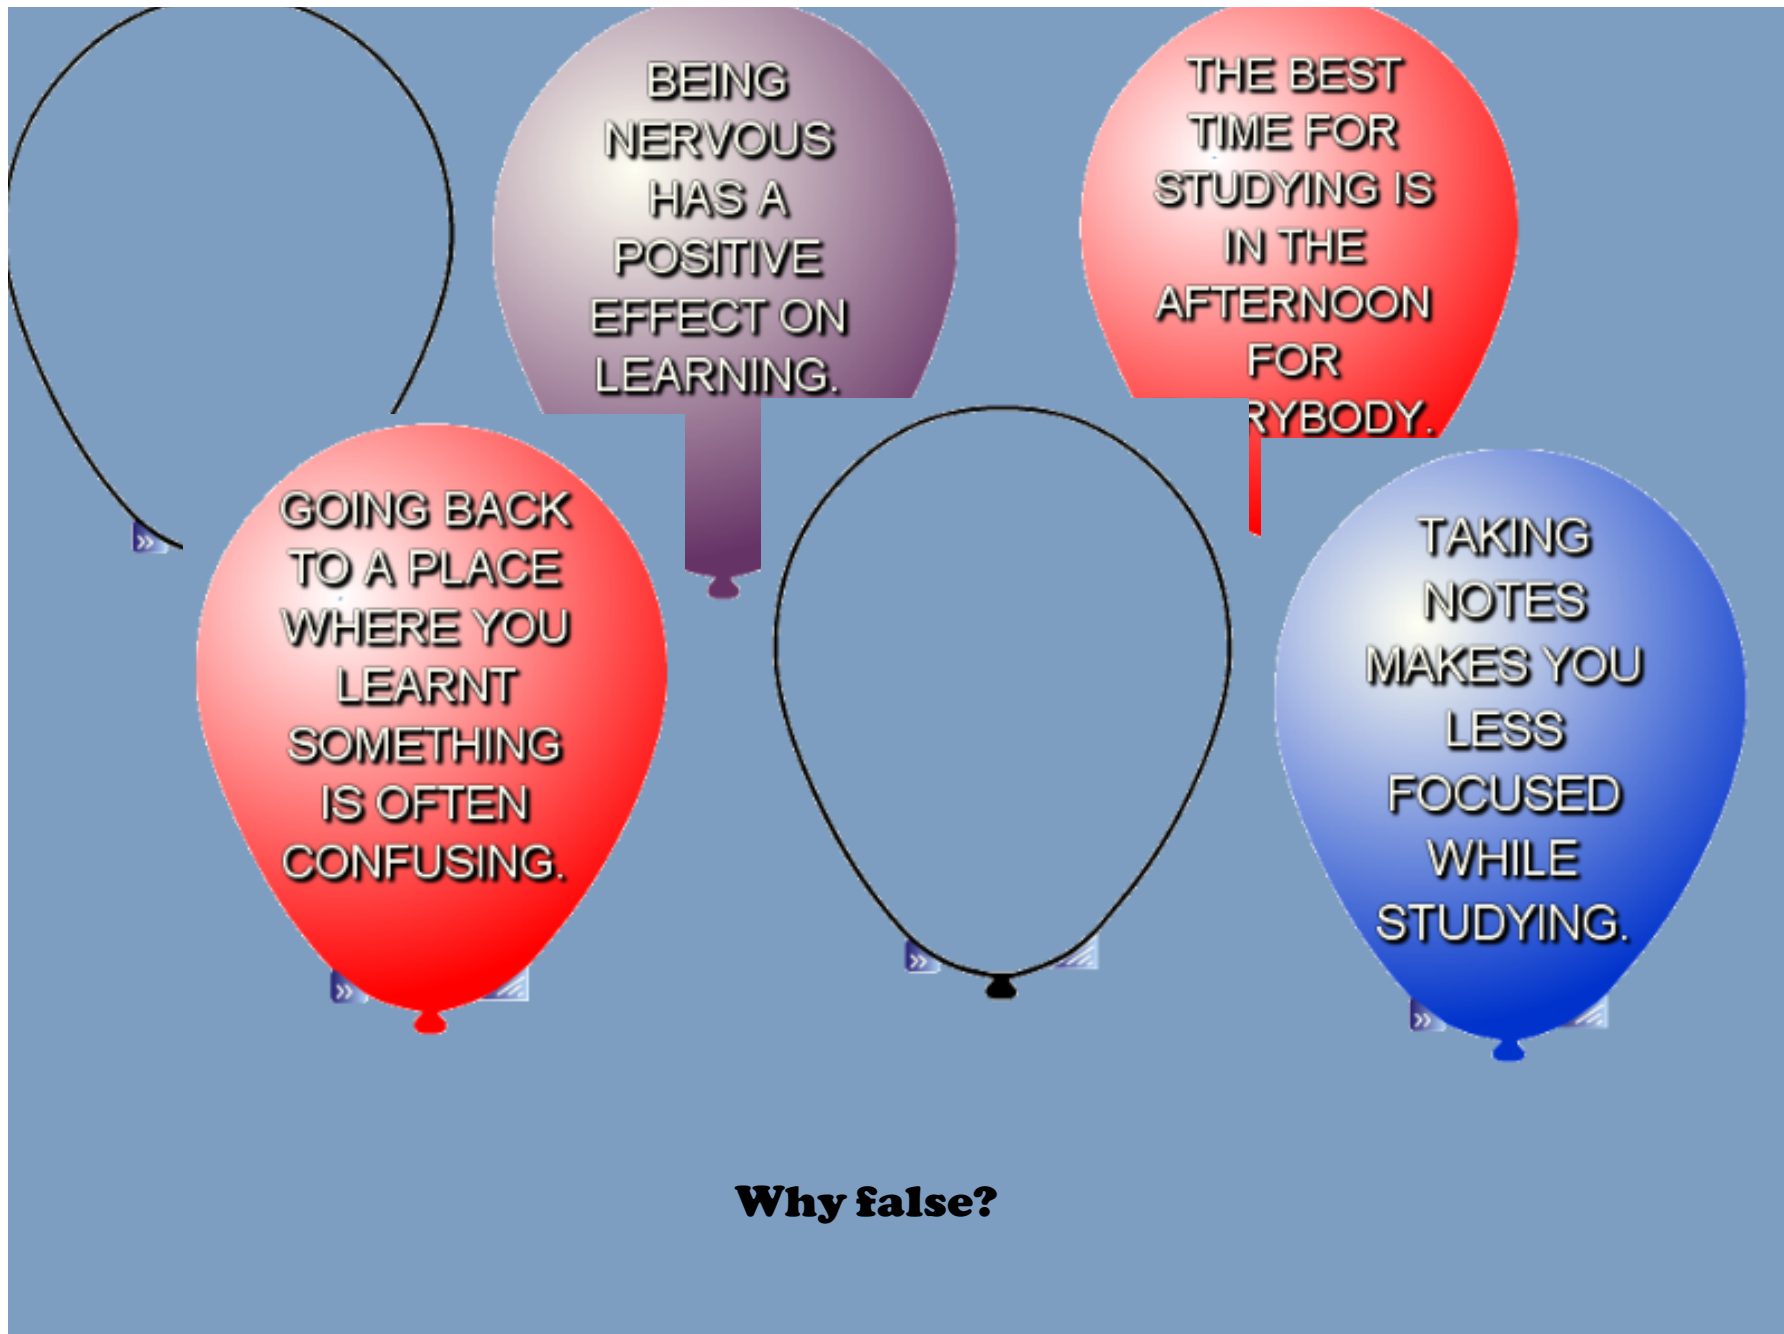 BEING
NERVOUS
HAS A
POSITIVE
EFFECT ON
LEARNING.
THE BEST
TIME FOR
STUDYING IS
IN THE
AFTERNOON
FOR
RYBODY.
GOING BACK
TO A PLACE
WHERE YOU
LEARNT
SOMETHING
IS OFTEN
CONFUSING.
TAKING
NOTES
MAKES YOU
LESS
FOCUSED
WHILE
STUDYING.
Why false?